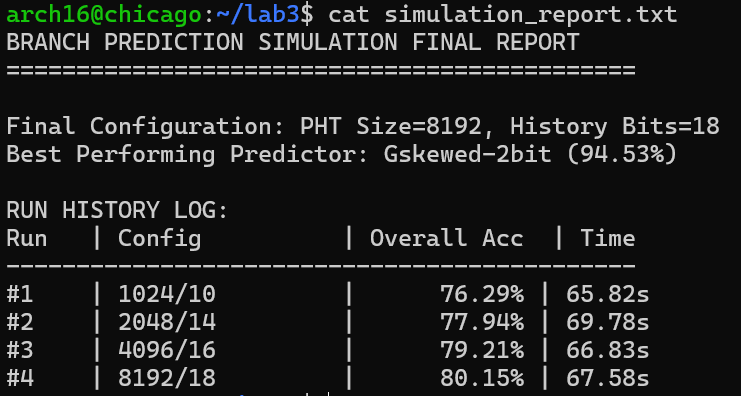 arch16@chicago:~/lab3$ cat simulation_report.txt
BRANCH PREDICTION SIMULATION FINAL REPORT
=============================================
Final Configuration: PHT Size=8192, History Bits=18
Best Performing Predictor: Gskewed-2bit (94.53%)
RUN HISTORY LOG:
Run | Config | Overall Acc | Time
---------------------------------------------
#1 | 1024/10 | 76.29% | 65.82s
#2 | 2048/14 | 77.94% | 69.78s
#3 | 4096/16 | 79.21% | 66.83s
#4 | 8192/18 | 80.15% | 67.58s